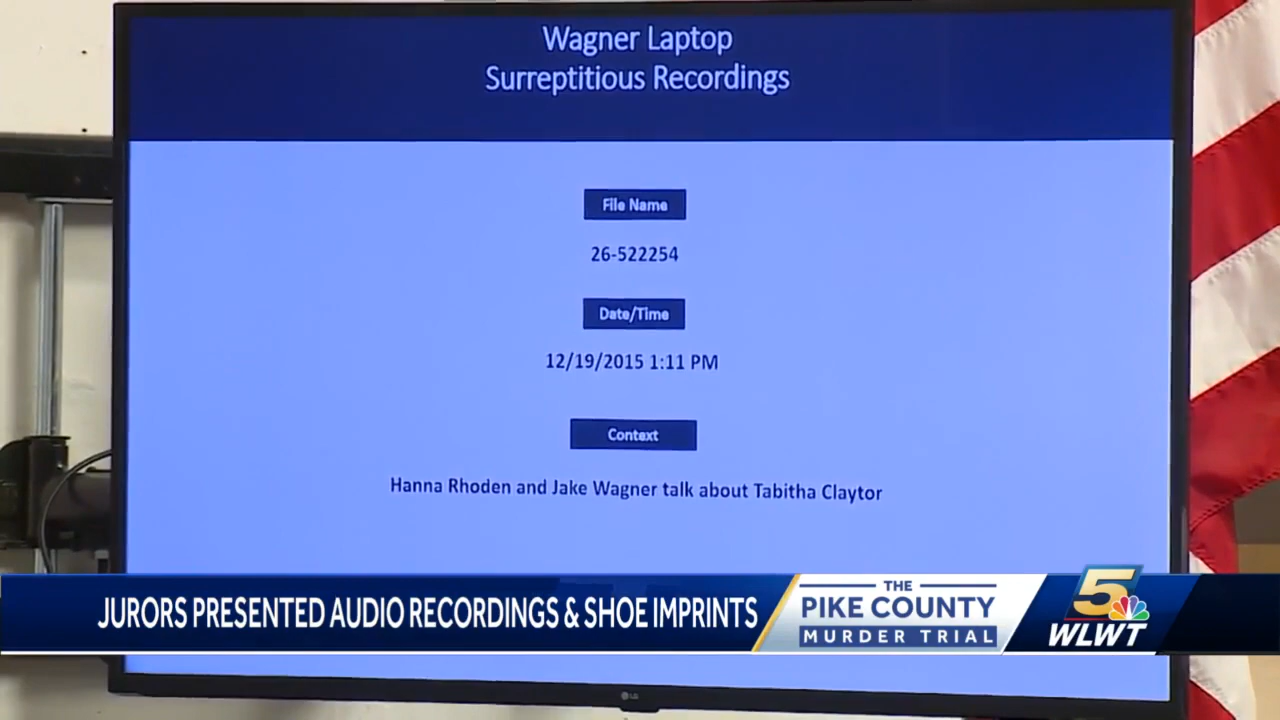 Wagner Laptop
Surreptitious Recordings
File Name
26-522254
Date/Time
12/19/2015 1:11 PM
Context
Hanna Rhoden and Jake Wagner talk about Tabitha Claytor
JURORS PRESENTED AUDIO RECORDINGS & SHOE IMPRINTS
THE
PIKE COUNTY
MURDER TRIAL
5
WLWT
LG